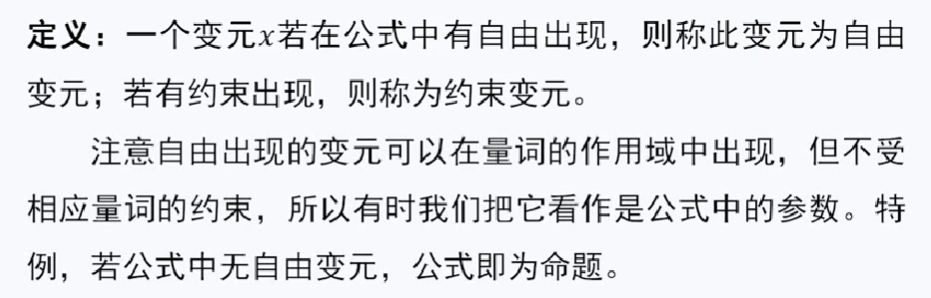 定义：一个变元x若在公式中有自由出现，则称此变元为自由
变元；若有约束出现，则称为约束变元。
注意自由出现的变元可以在量词的作用域中出现，但不受
相应量词的约束，所以有时我们把它看作是公式中的参数。特
例，若公式中无自由变元，公式即为命题。